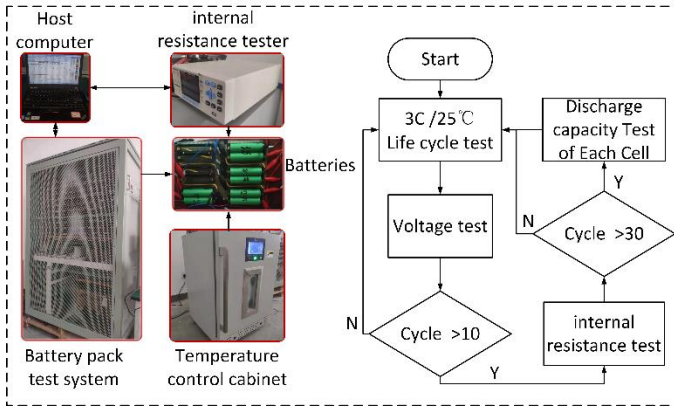 Host
computer
internal
resistance tester
Batteries
Battery pack
test system
Temperature
control cabinet
Start
3C /25℃
Life cycle test
Voltage test
Cycle >10
N
Y
internal
resistance test
Cycle >30
N
Y
Discharge
capacity Test
of Each Cell